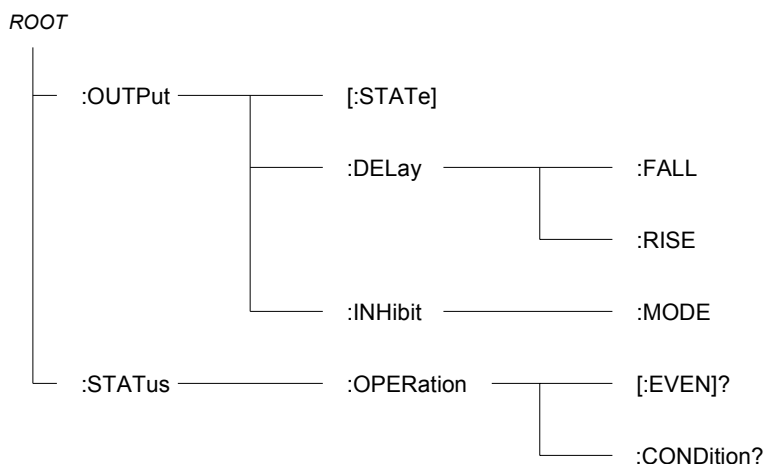 ROOT
:OUTPut [:STATe]
:DELay :FALL
:RISE
:INHibit :MODE
:STATus :OPERation [:EVEN]?
:CONDition?